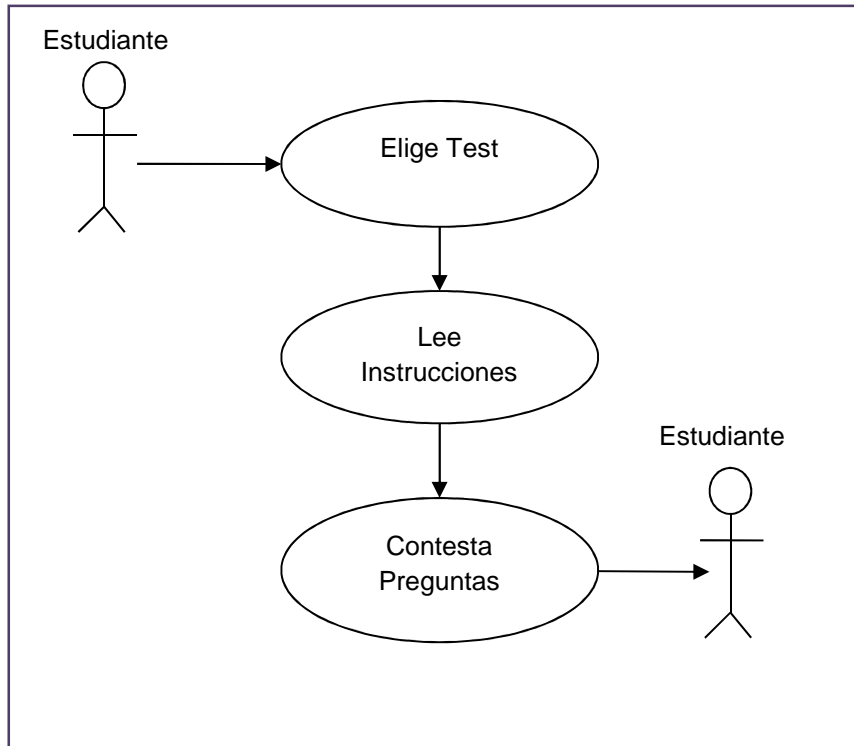 Estudiante
Elige Test
Lee
Instrucciones
Estudiante
Contesta
Preguntas